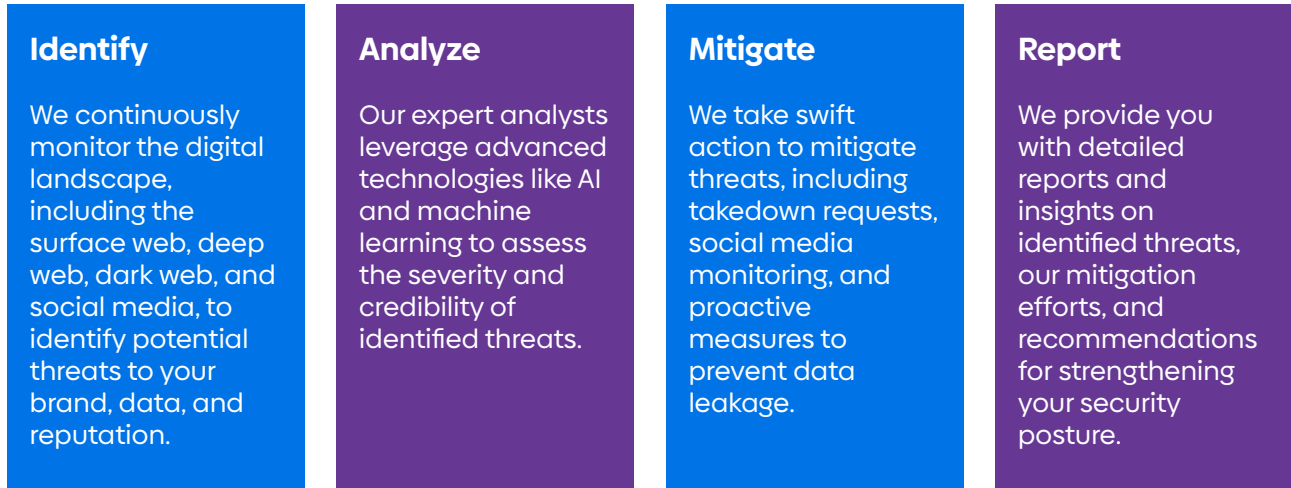 Identify
We continuously
monitor the digital
landscape,
including the
surface web, deep
web, dark web, and
social media, to
identify potential
threats to your
brand, data, and
reputation.
Analyze
Our expert analysts
leverage advanced
technologies like AI
and machine
learning to assess
the severity and
credibility of
identified threats.
Mitigate
We take swift
action to mitigate
threats, including
takedown requests,
social media
monitoring, and
proactive
measures to
prevent data
leakage.
Report
We provide you
with detailed
reports and
insights on
identified threats,
our mitigation
efforts, and
recommendations
for strengthening
your security
posture.